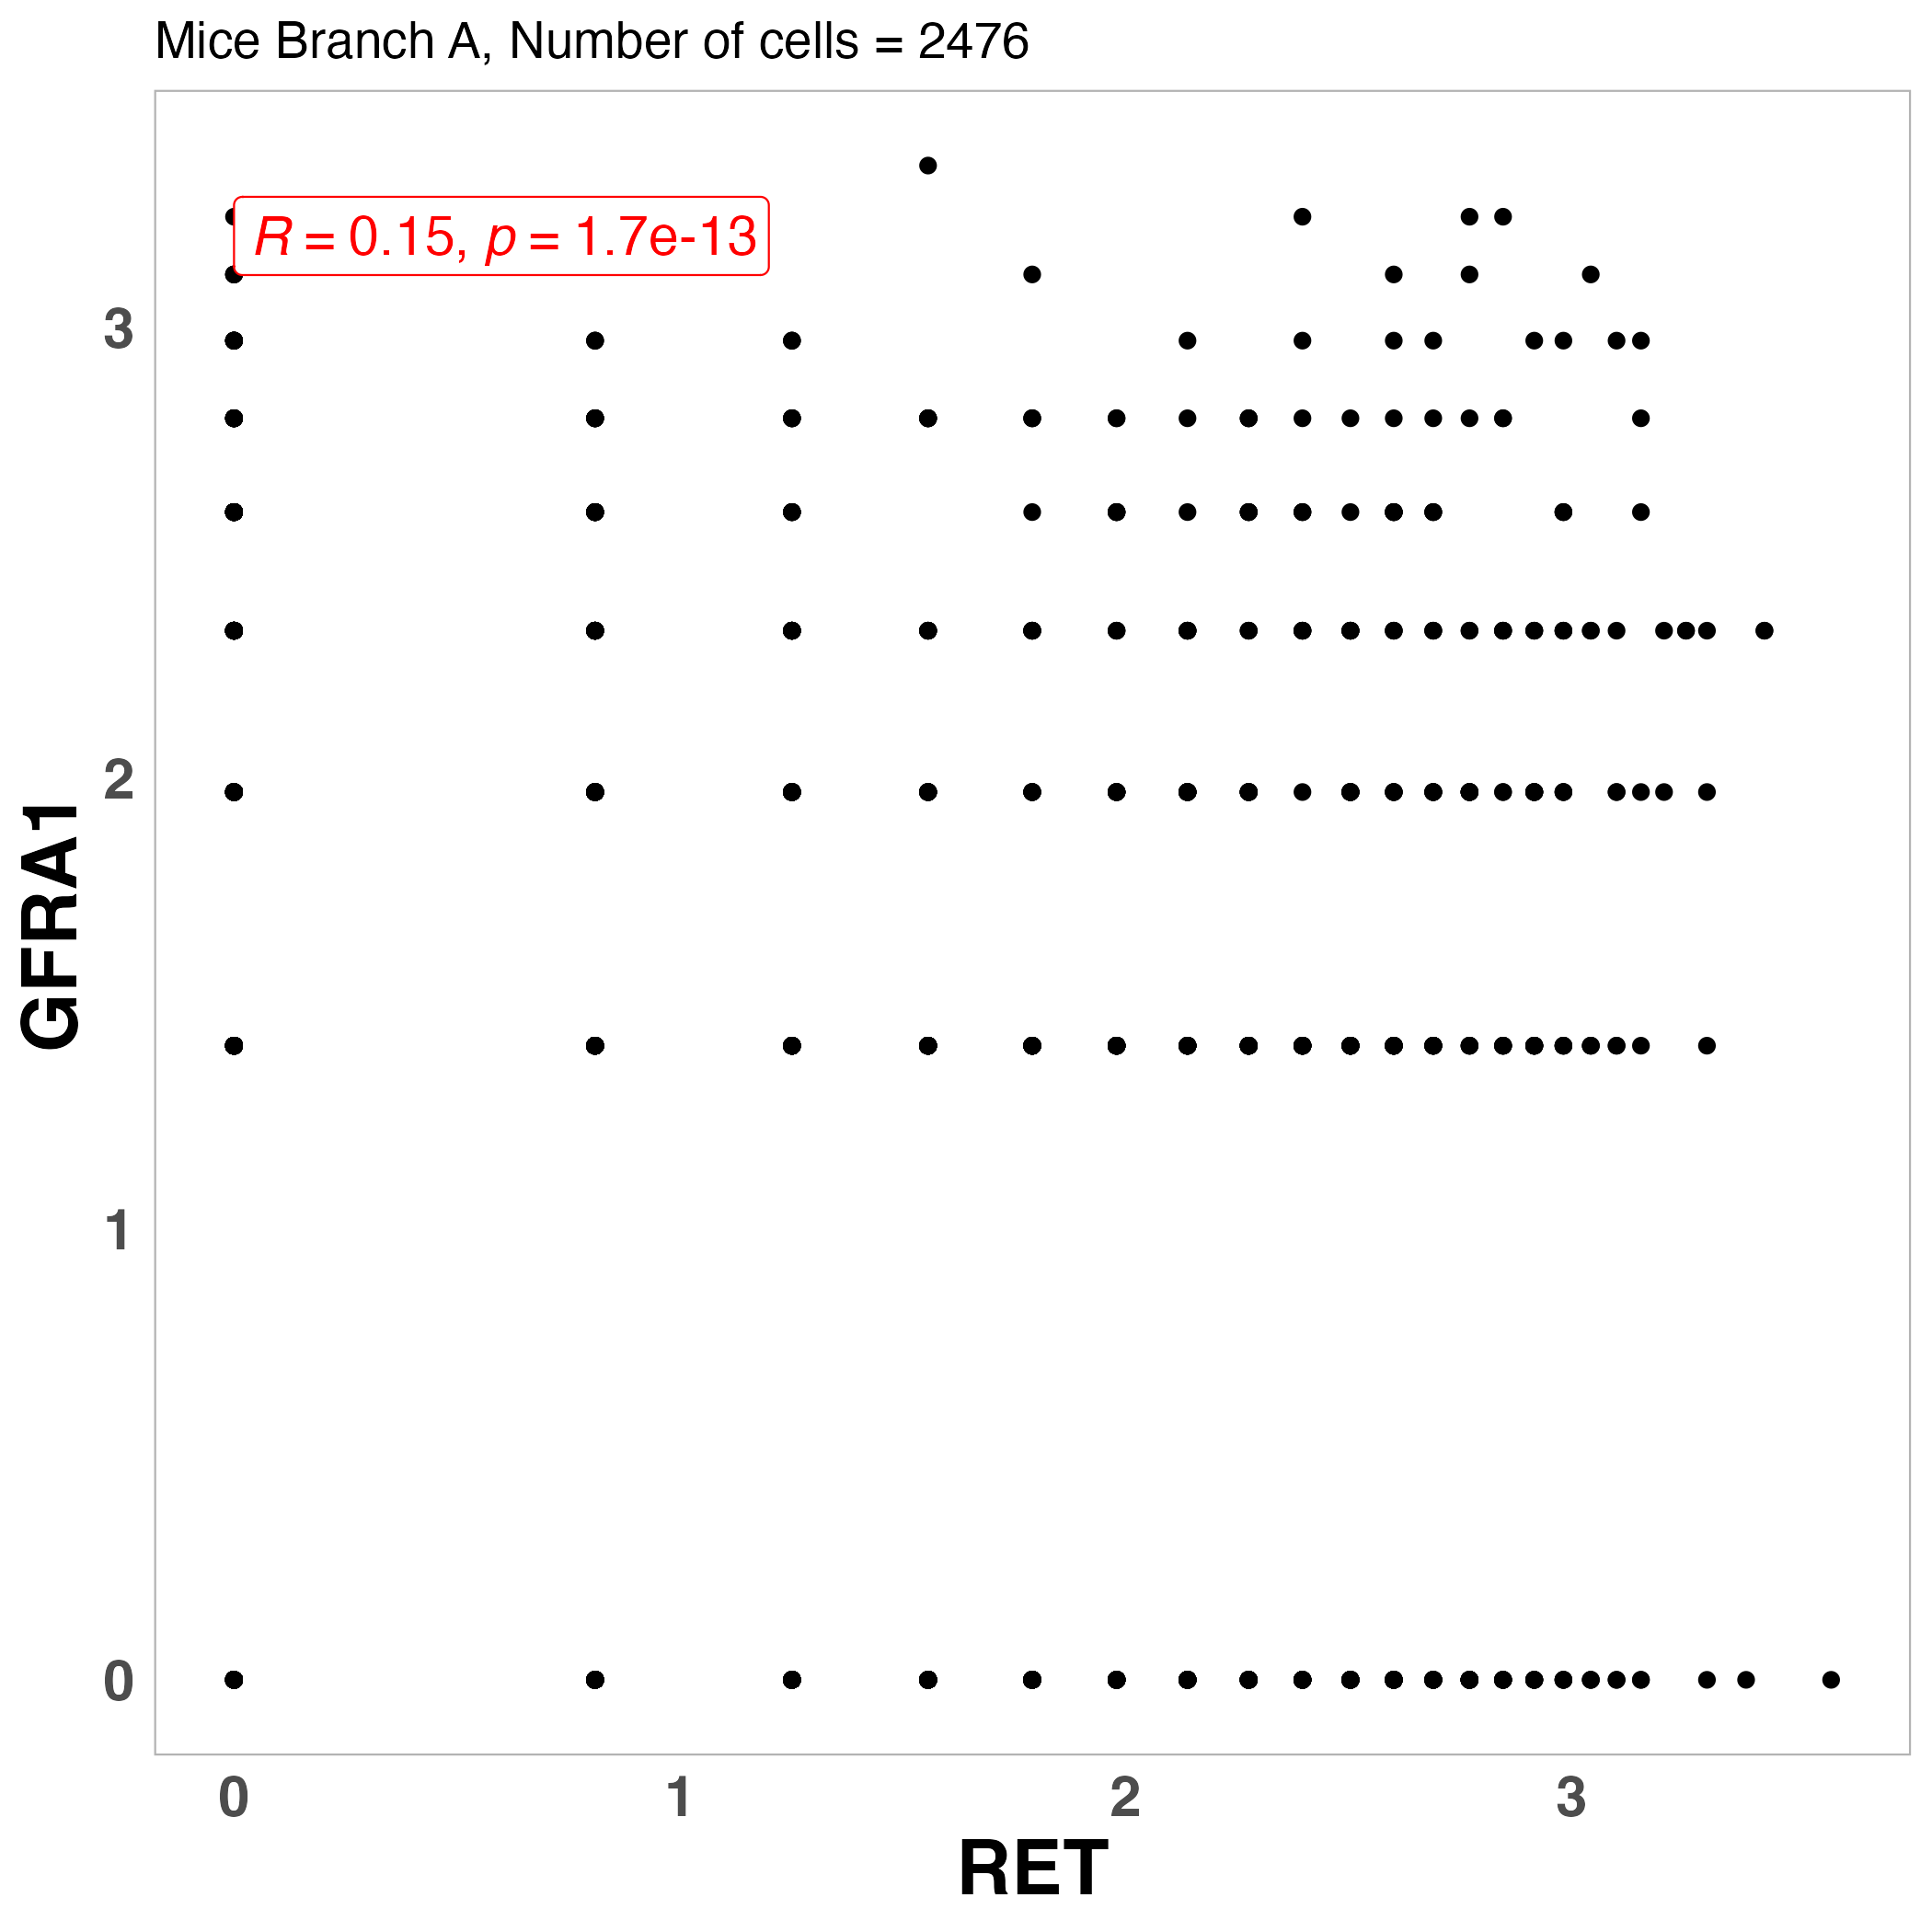 Mice Branch A, Number of cells = 2476
R = 0.15, p = 1.7e-13
3
2
1
0
GFRA1
0 1 2 3
RET